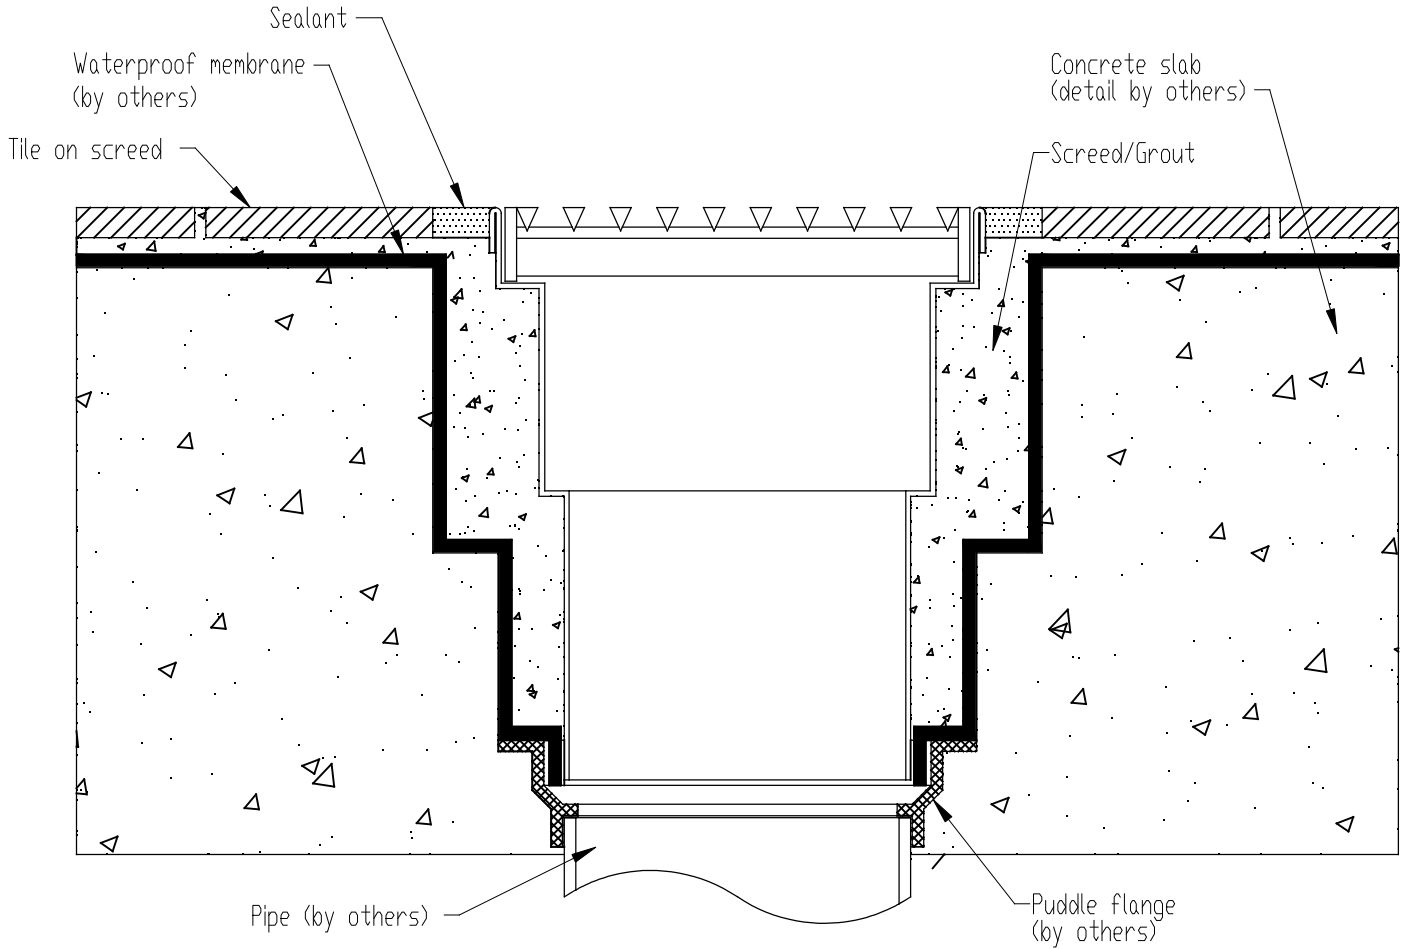 Sealant
Waterproof membrane
(by others)
Tile on screed
Concrete slab
(detail by others)
Screed/Grout
Pipe (by others)
Puddle flange
(by others)